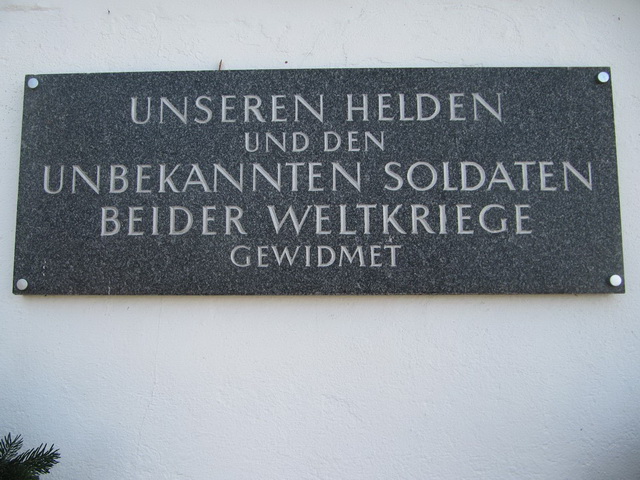 UNSEREN HELDEN
UND DEN
UNBEKANNTEN SOLDATEN
BEIDER WELTKRIEGE
GEWIDMET